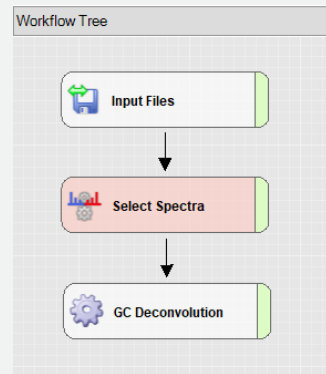 Workflow Tree
Input Files
Select Spectra
GC Deconvolution